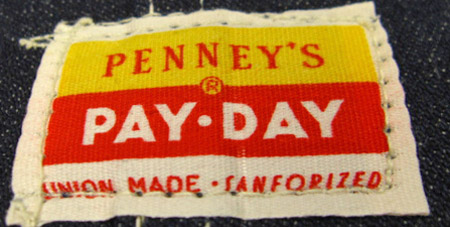 PENNEY'S
®
PAY·DAY
UNION MADE · SANFORIZED